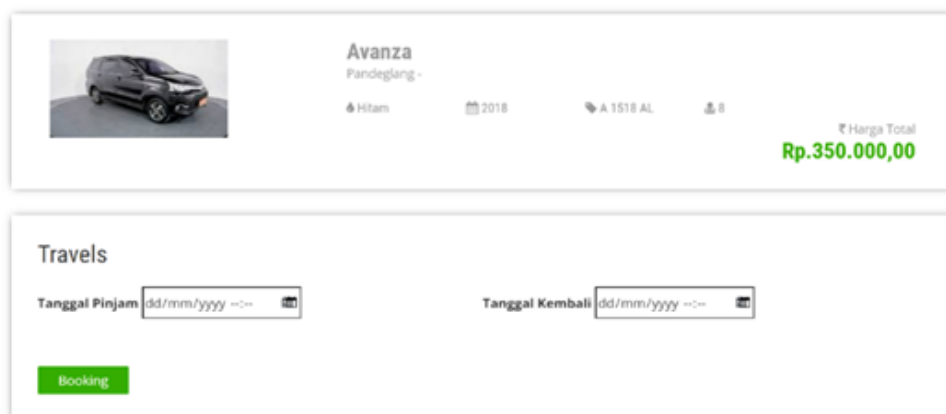 Avanza
Pandeglang -
Hitam 2018 A 1518 AL 8
₹ Harga Total
Rp.350.000,00
Travels
Tanggal Pinjam dd/mm/yyyy --:-- Tanggal Kembali dd/mm/yyyy --:--
Booking